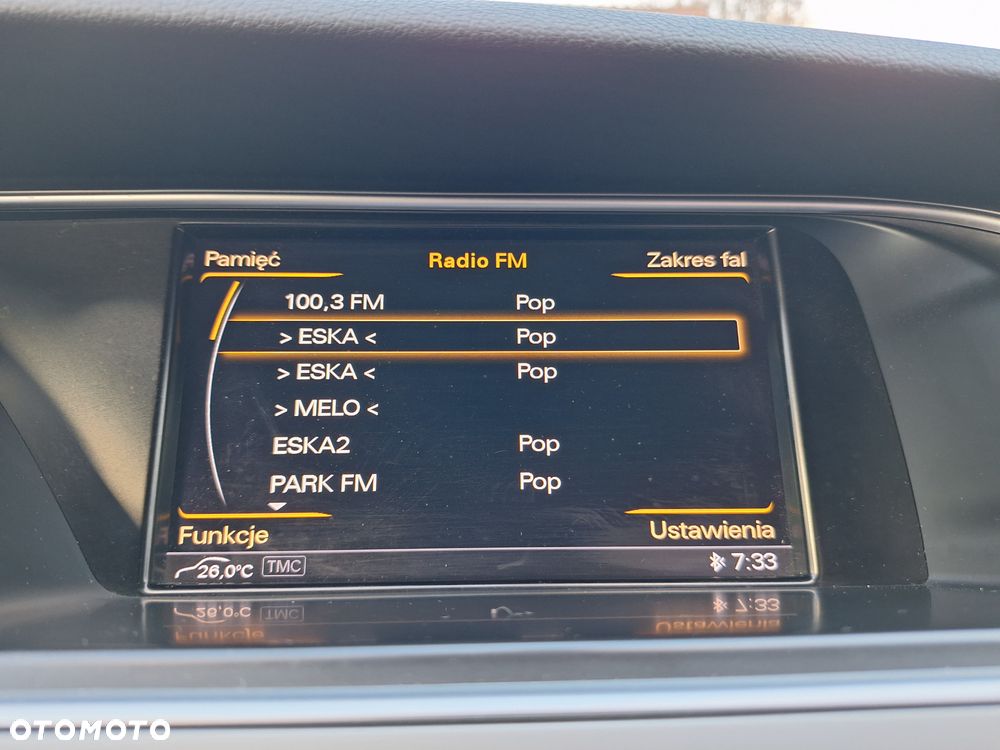 Pamięć Radio FM Zakres fal
100,3 FM Pop
> ESKA < Pop
> ESKA < Pop
> MELO <
ESKA2 Pop
PARK FM Pop
Funkcje Ustawienia
26,0°C TMC 7:33
OTOMOTO